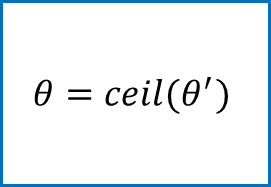 θ = ceil(θ′)